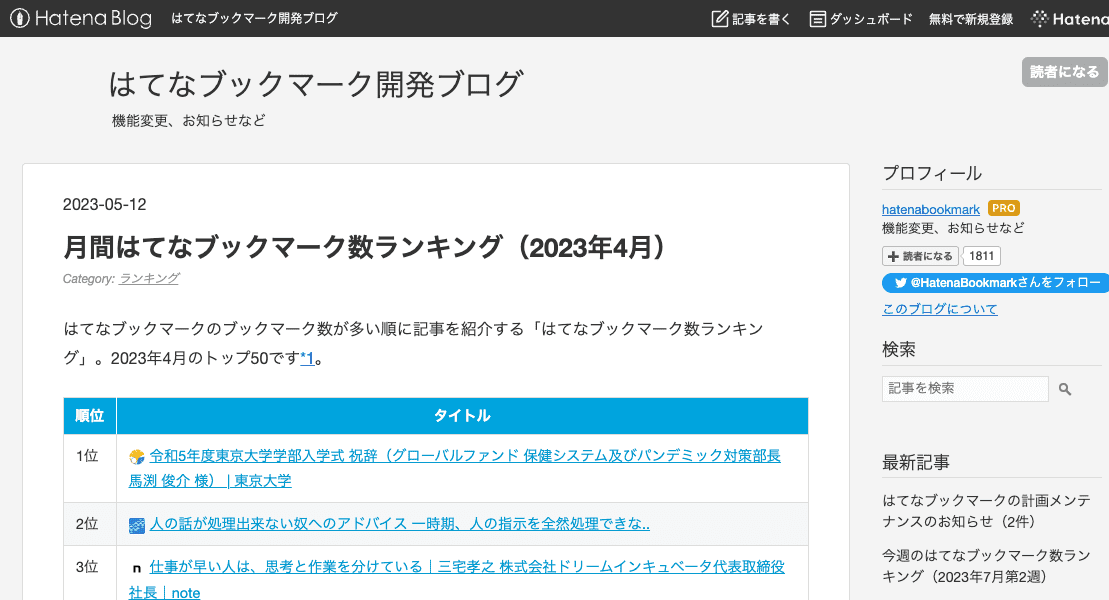 Hatena Blog はてなブックマーク開発ブログ 記事を書く ダッシュボード 無料で新規登録 Hatena
はてなブックマーク開発ブログ
読者になる
機能変更、お知らせなど
2023-05-12
月間はてなブックマーク数ランキング（2023年4月）
Category: ランキング
はてなブックマークのブックマーク数が多い順に記事を紹介する「はてなブックマーク数ランキン
グ」。2023年4月のトップ50です*1。
順位 タイトル
1位 令和5年度東京大学学部入学式 祝辞（グローバルファンド 保健システム及びパンデミック対策部長
馬渕 俊介 様） | 東京大学
2位 人の話が処理出来ない奴へのアドバイス 一時期、人の指示を全然処理できな..
3位 n 仕事が早い人は、思考と作業を分けている｜三宅孝之 株式会社ドリームインキュベータ代表取締役
社長｜note
プロフィール
hatenabookmark PRO
機能変更、お知らせなど
読者になる 1811
@HatenaBookmarkさんをフォロー
このブログについて
検索
記事を検索
最新記事
はてなブックマークの計画メンテ
ナンスのお知らせ（2件）
今週のはてなブックマーク数ラン
キング（2023年7月第2週）